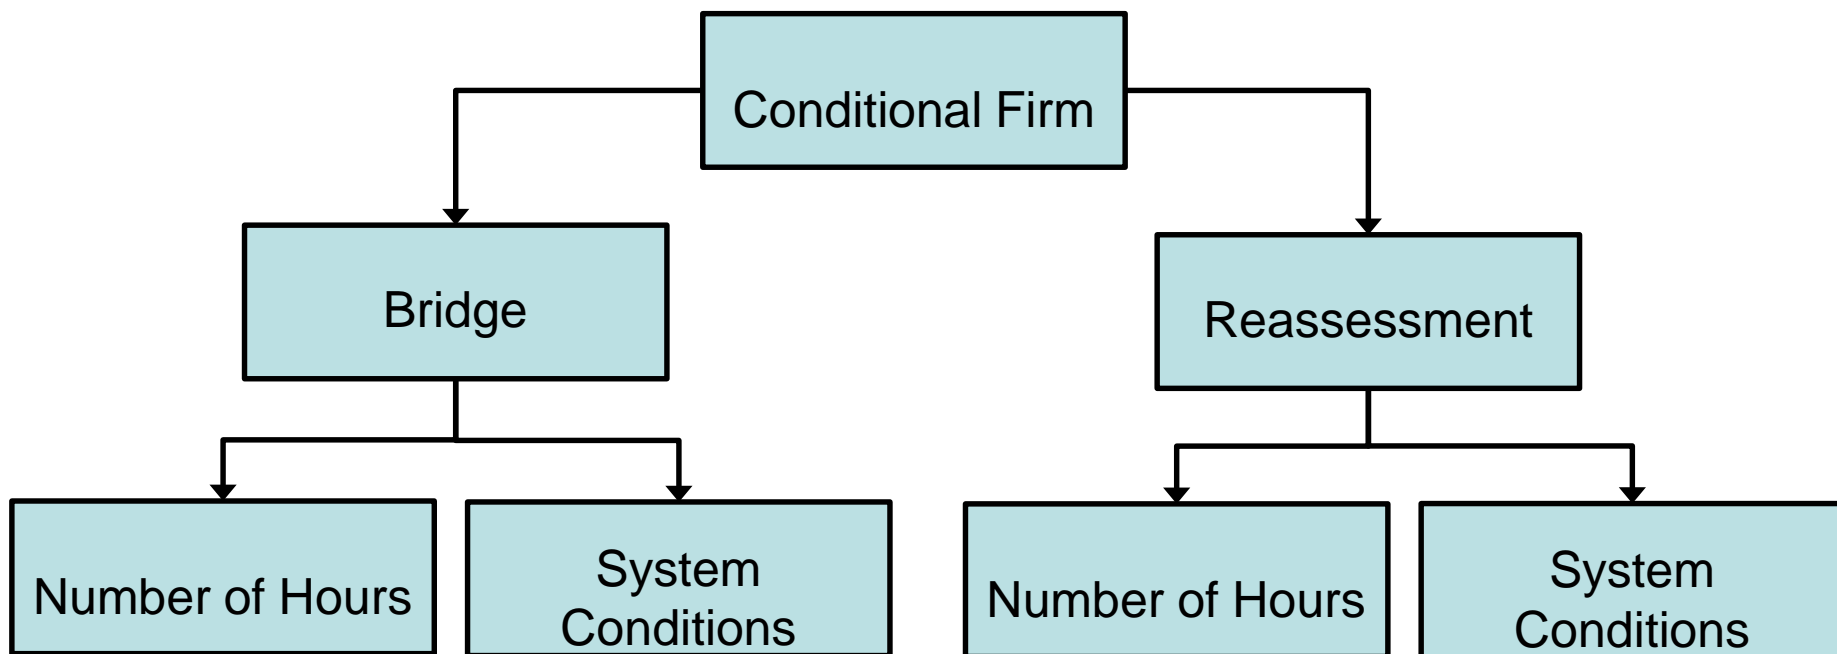 Conditional Firm
Bridge
Reassessment
Number of Hours
System
Conditions
Number of Hours
System
Conditions